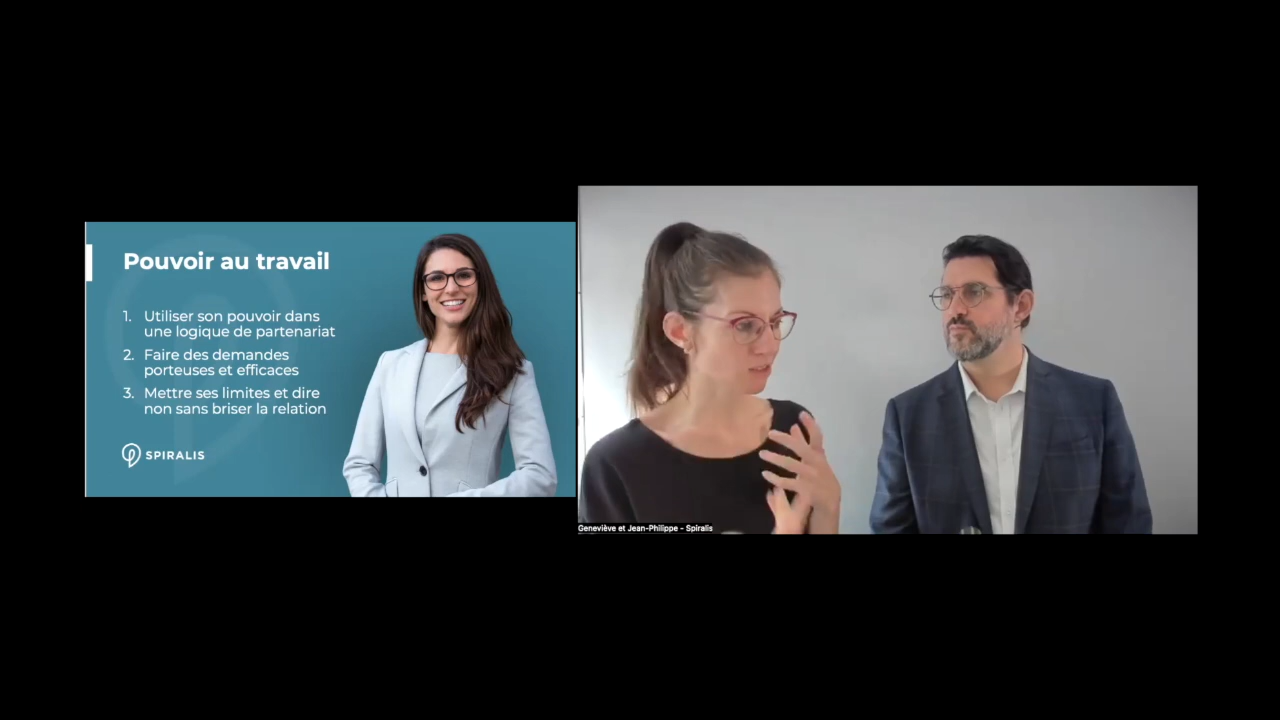 Pouvoir au travail
1. Utiliser son pouvoir dans
une logique de partenariat
2. Faire des demandes
porteuses et efficaces
3. Mettre ses limites et dire
non sans briser la relation
SPIRALIS
Geneviève et Jean-Philippe - Spiralis